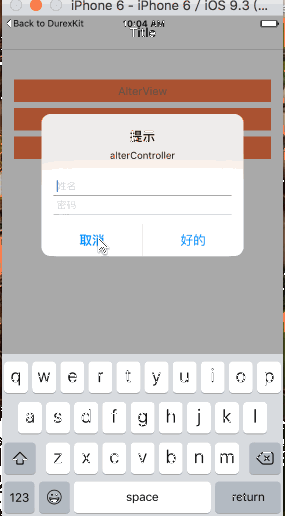 iPhone 6 - iPhone 6 / iOS 9.3 (...
Back to DurexKit 10:04 AM
Title
AlterView
提示
alterController
姓名
密码
取消 好的
q w e r t y u i o p
a s d f g h j k l
z x c v b n m
123 space return